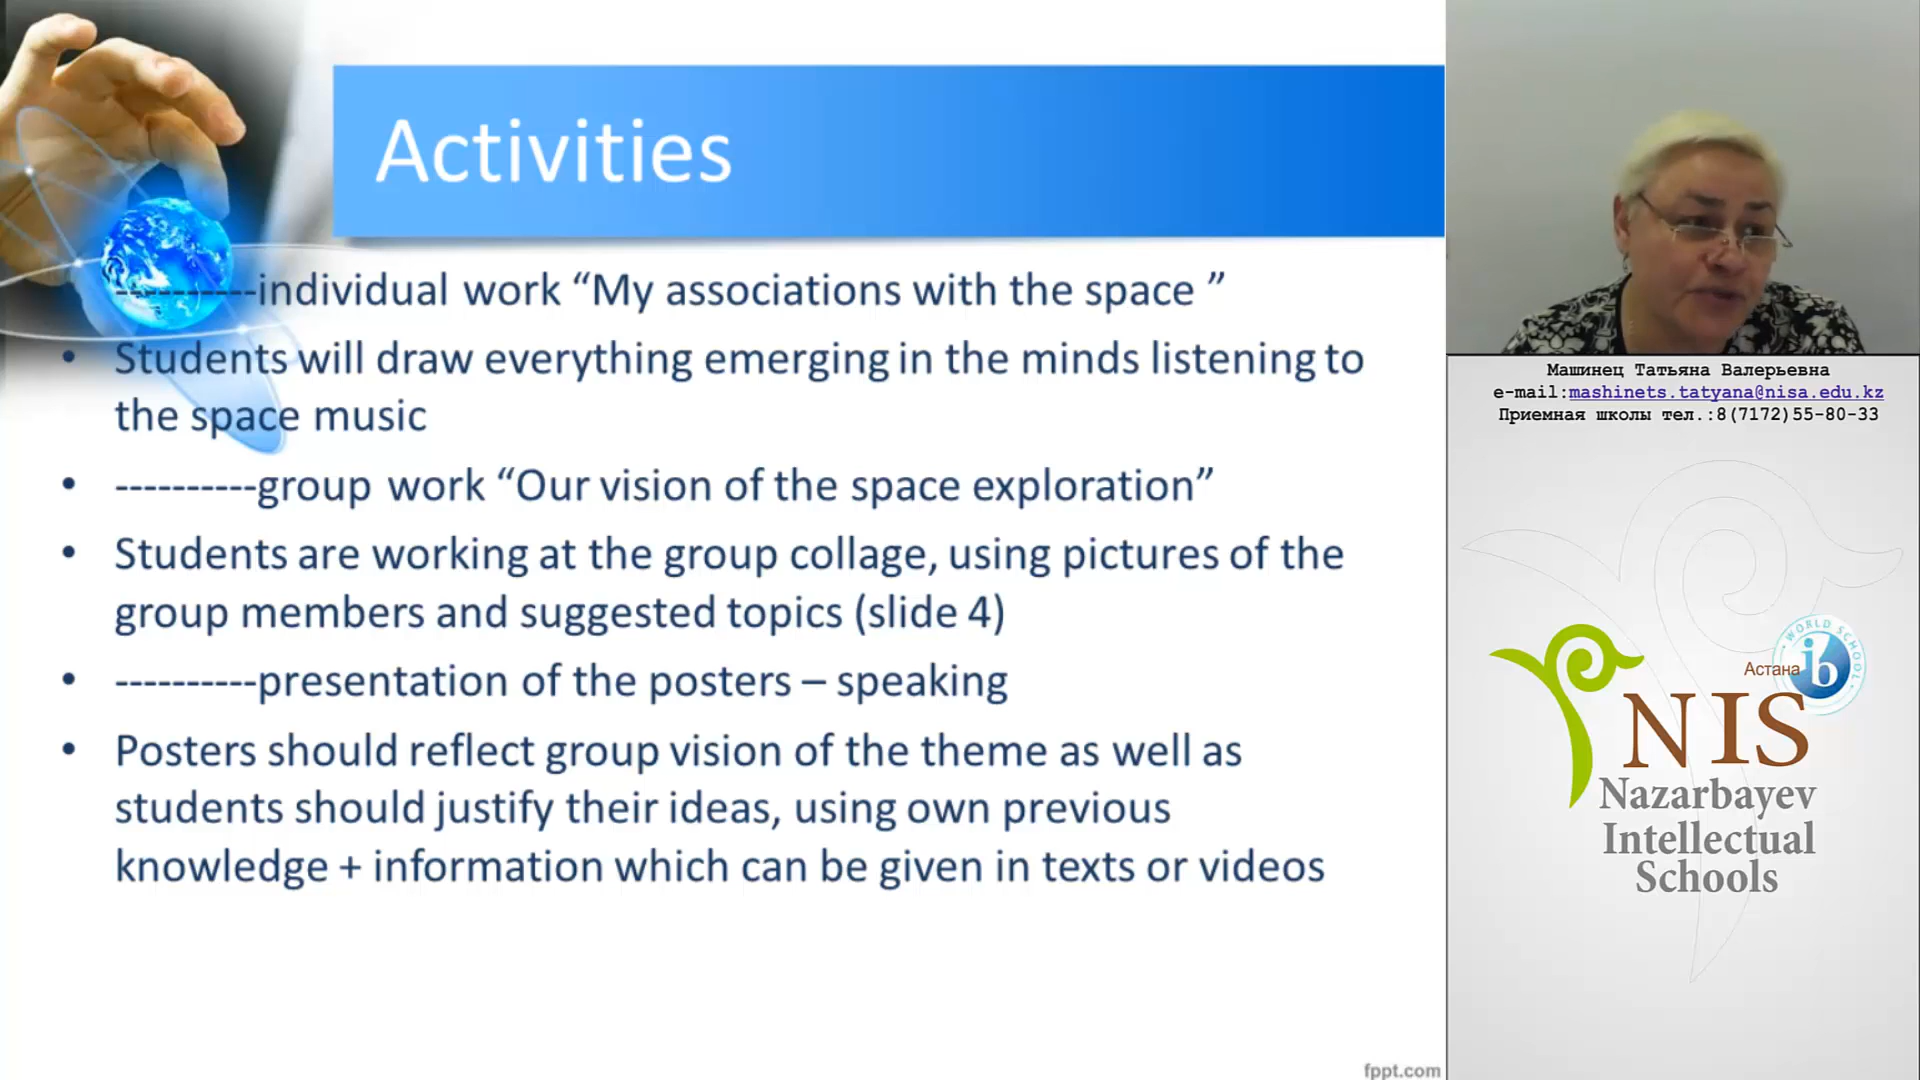 Activities
----------individual work “My associations with the space ”
• Students will draw everything emerging in the minds listening to
the space music
• ----------group work “Our vision of the space exploration”
• Students are working at the group collage, using pictures of the
group members and suggested topics (slide 4)
• ----------presentation of the posters – speaking
• Posters should reflect group vision of the theme as well as
students should justify their ideas, using own previous
knowledge + information which can be given in texts or videos
fppt.com
Машинец Татьяна Валерьевна
e-mail:mashinets.tatyana@nisa.edu.kz
Приемная школы тел.:8(7172)55-80-33
WORLD SCHOOL
Астана
ib
NIS
Nazarbayev
Intellectual
Schools